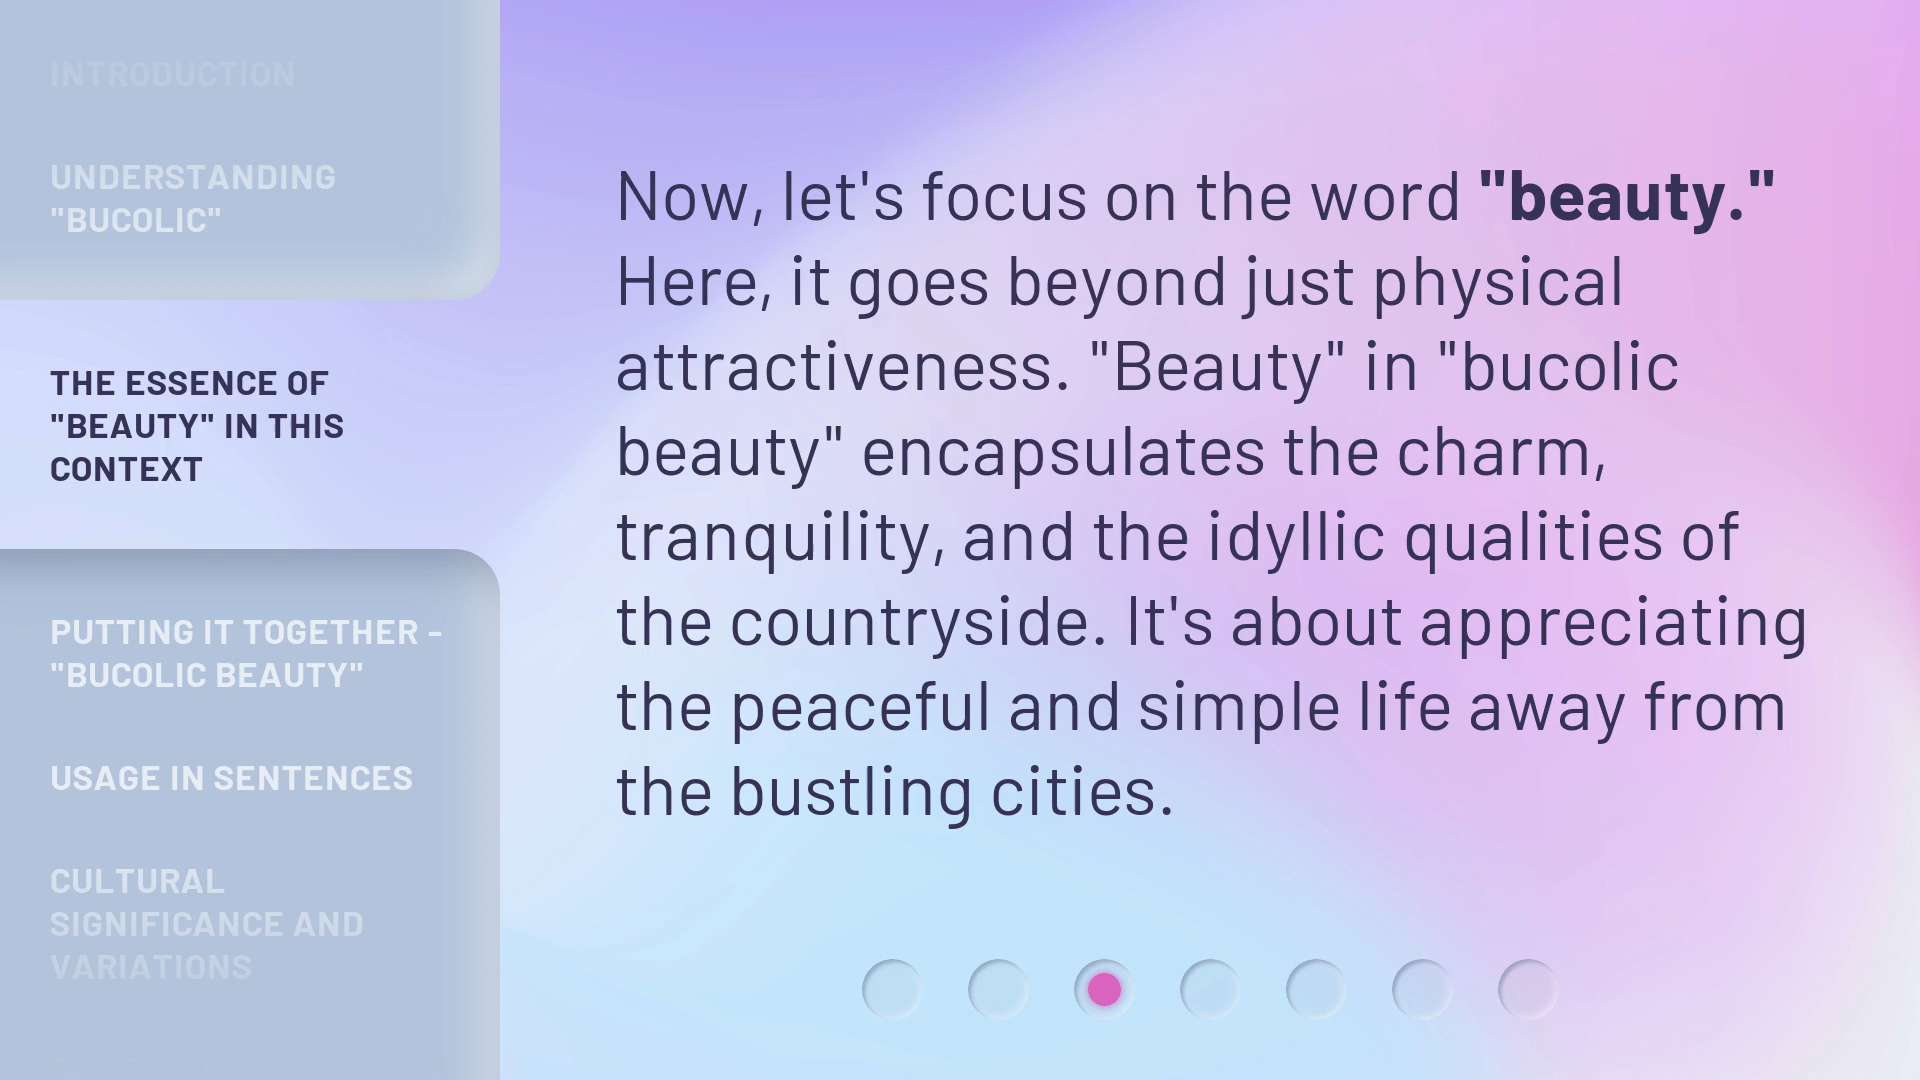 INTRODUCTION
UNDERSTANDING
"BUCOLIC"
THE ESSENCE OF
"BEAUTY" IN THIS
CONTEXT
PUTTING IT TOGETHER -
"BUCOLIC BEAUTY"
USAGE IN SENTENCES
CULTURAL
SIGNIFICANCE AND
VARIATIONS
Now, let's focus on the word "beauty."
Here, it goes beyond just physical
attractiveness. "Beauty" in "bucolic
beauty" encapsulates the charm,
tranquility, and the idyllic qualities of
the countryside. It's about appreciating
the peaceful and simple life away from
the bustling cities.